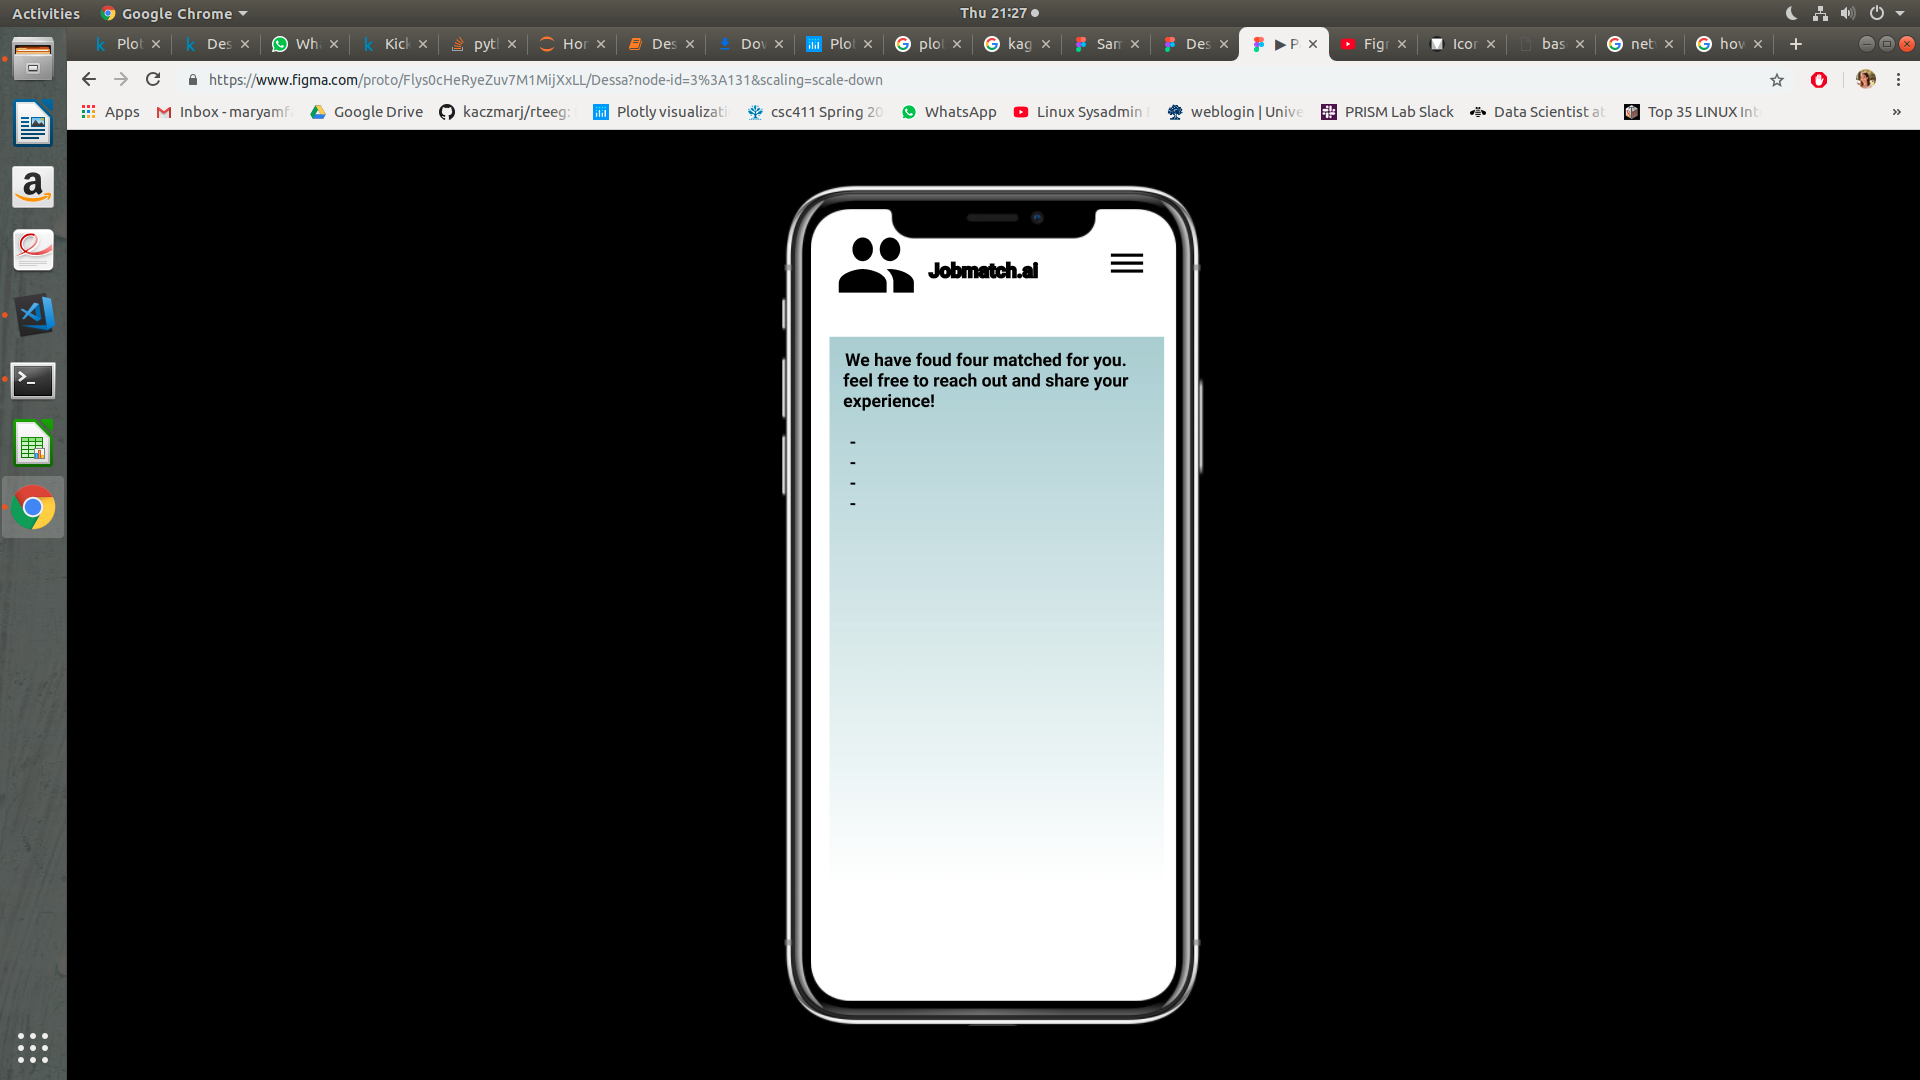 Activities Google Chrome Thu 21:27
Plot Des Wh Kick pyt Hor Des Dov Plot plot kag Sam Des ▶ P Figr Icor bas net how
https://www.figma.com/proto/Flys0cHeRyeZuv7M1MijXxLL/Dessa?node-id=3%3A131&scaling=scale-down
Apps Inbox - maryamf Google Drive kaczmarj/rteeg: Plotly visualizati csc411 Spring 20 WhatsApp Linux Sysadmin weblogin | Unive PRISM Lab Slack Data Scientist at Top 35 LINUX Int »
Jobmatch.ai
We have foud four matched for you.
feel free to reach out and share your
experience!
-
-
-
-